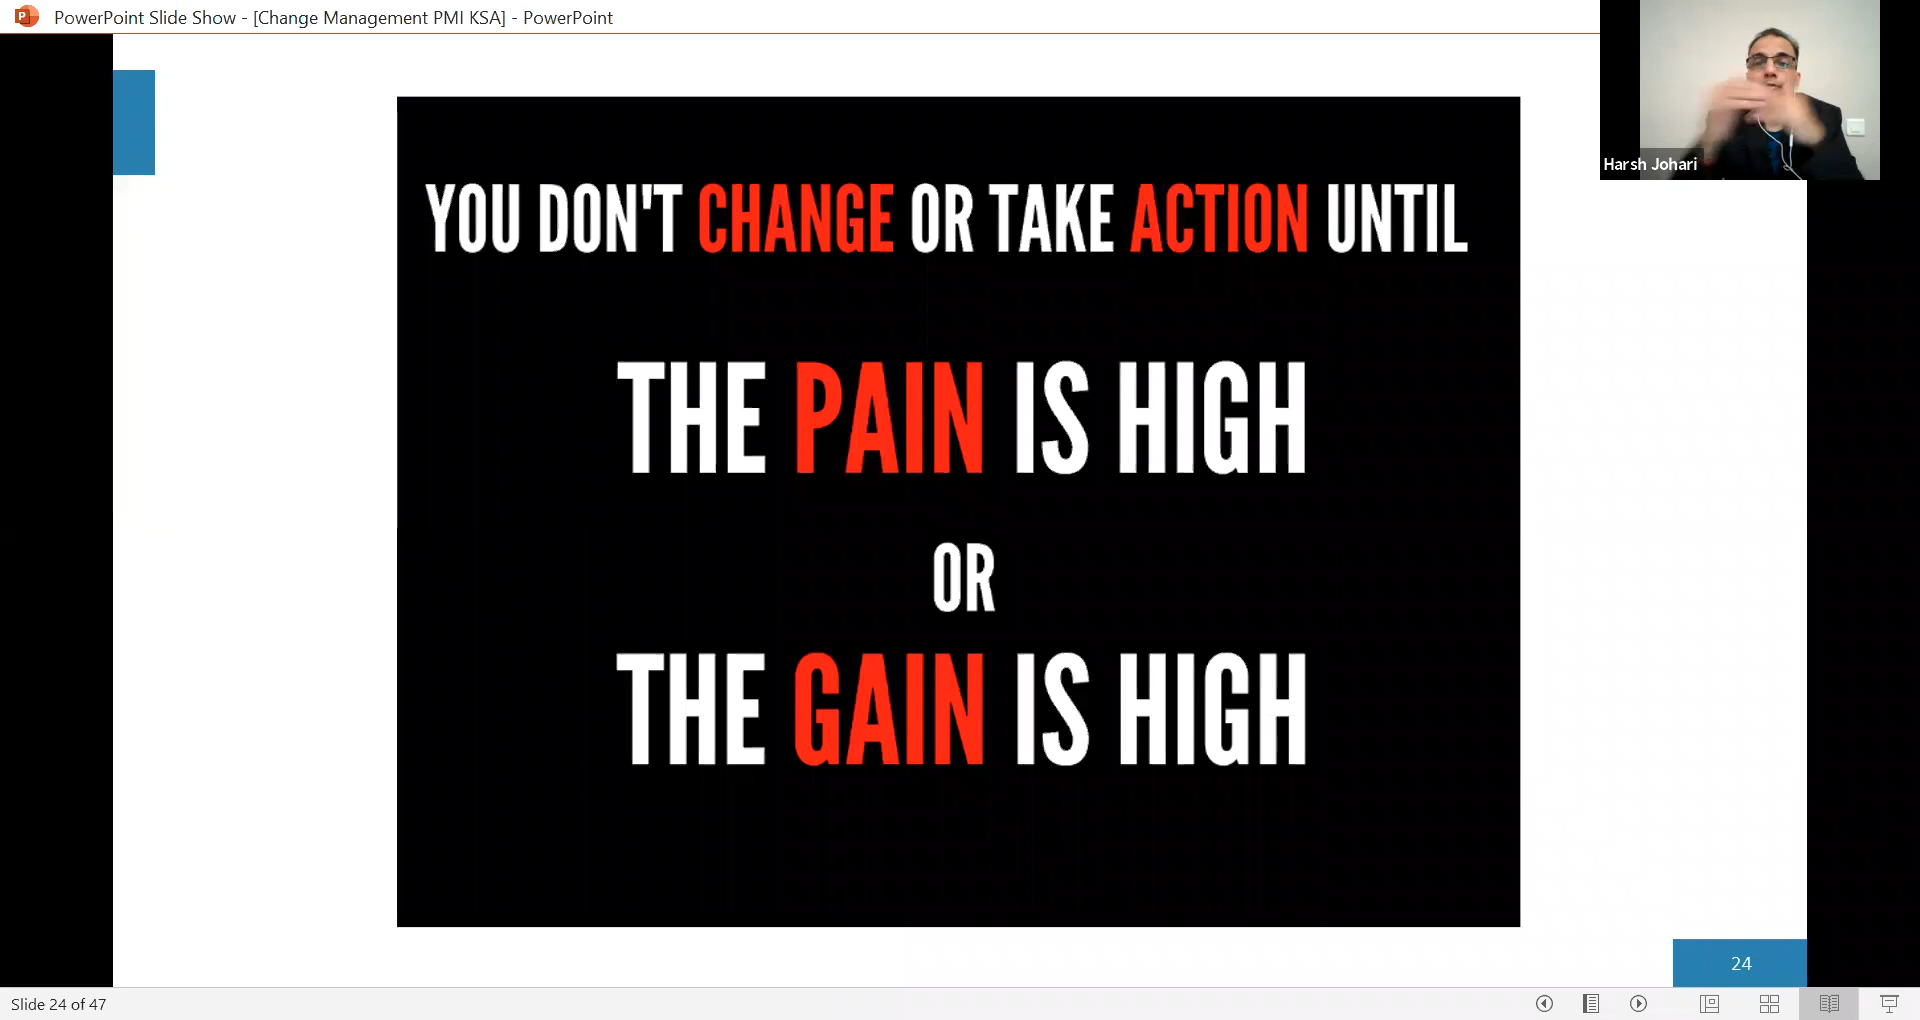 PowerPoint Slide Show - [Change Management PMI KSA] - PowerPoint
Harsh Johari
YOU DON'T CHANGE OR TAKE ACTION UNTIL
THE PAIN IS HIGH
OR
THE GAIN IS HIGH
24
Slide 24 of 47